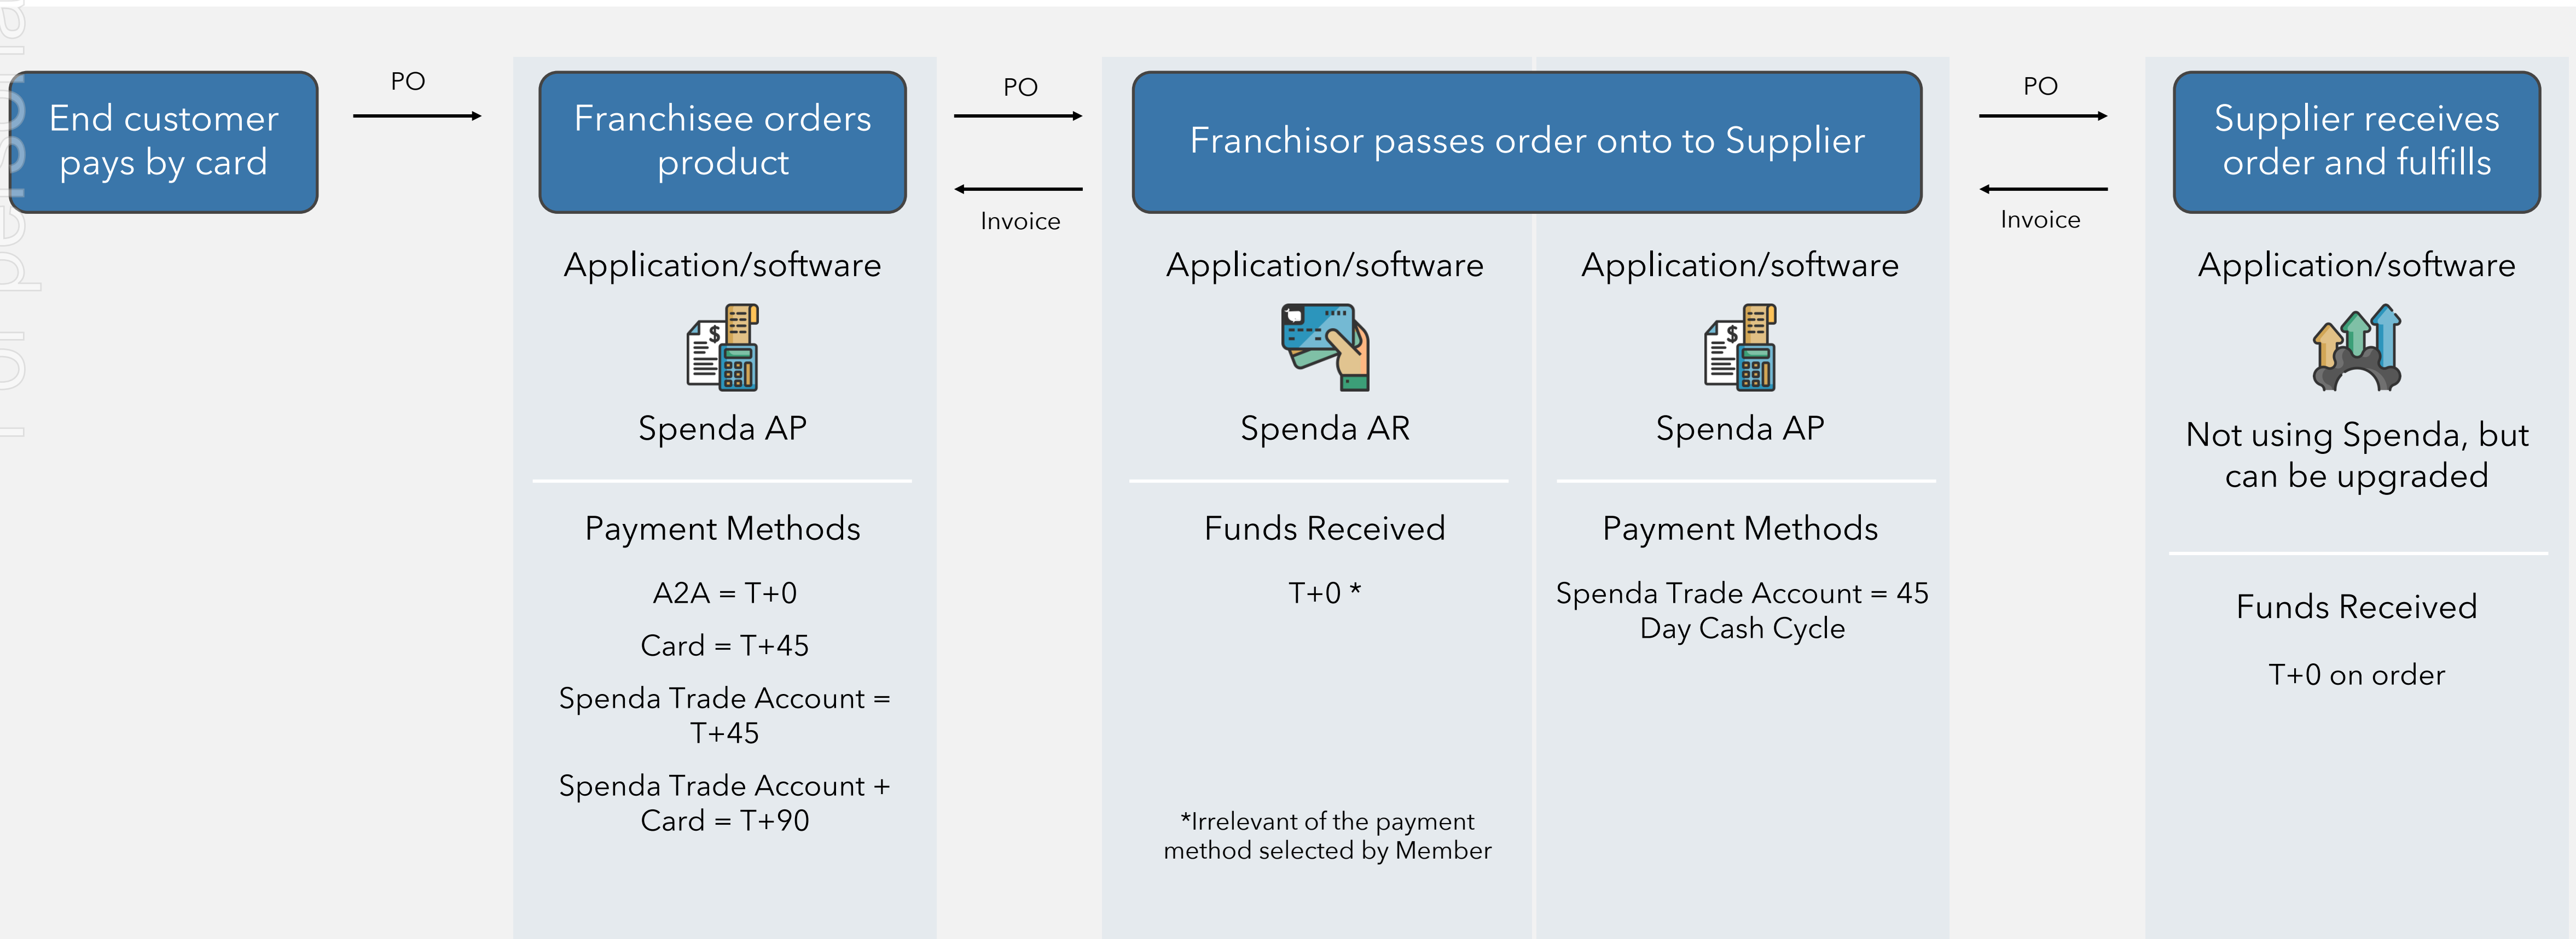 End customer
pays by card
PO
Franchisee orders
product
PO
Invoice
Franchisor passes order onto to Supplier
PO
Invoice
Supplier receives
order and fulfills
Application/software
Spenda AP
Payment Methods
A2A = T+0
Card = T+45
Spenda Trade Account =
T+45
Spenda Trade Account +
Card = T+90
Application/software
Spenda AR
Funds Received
T+0 *
*Irrelevant of the payment
method selected by Member
Application/software
Spenda AP
Payment Methods
Spenda Trade Account = 45
Day Cash Cycle
Application/software
Not using Spenda, but
can be upgraded
Funds Received
T+0 on order